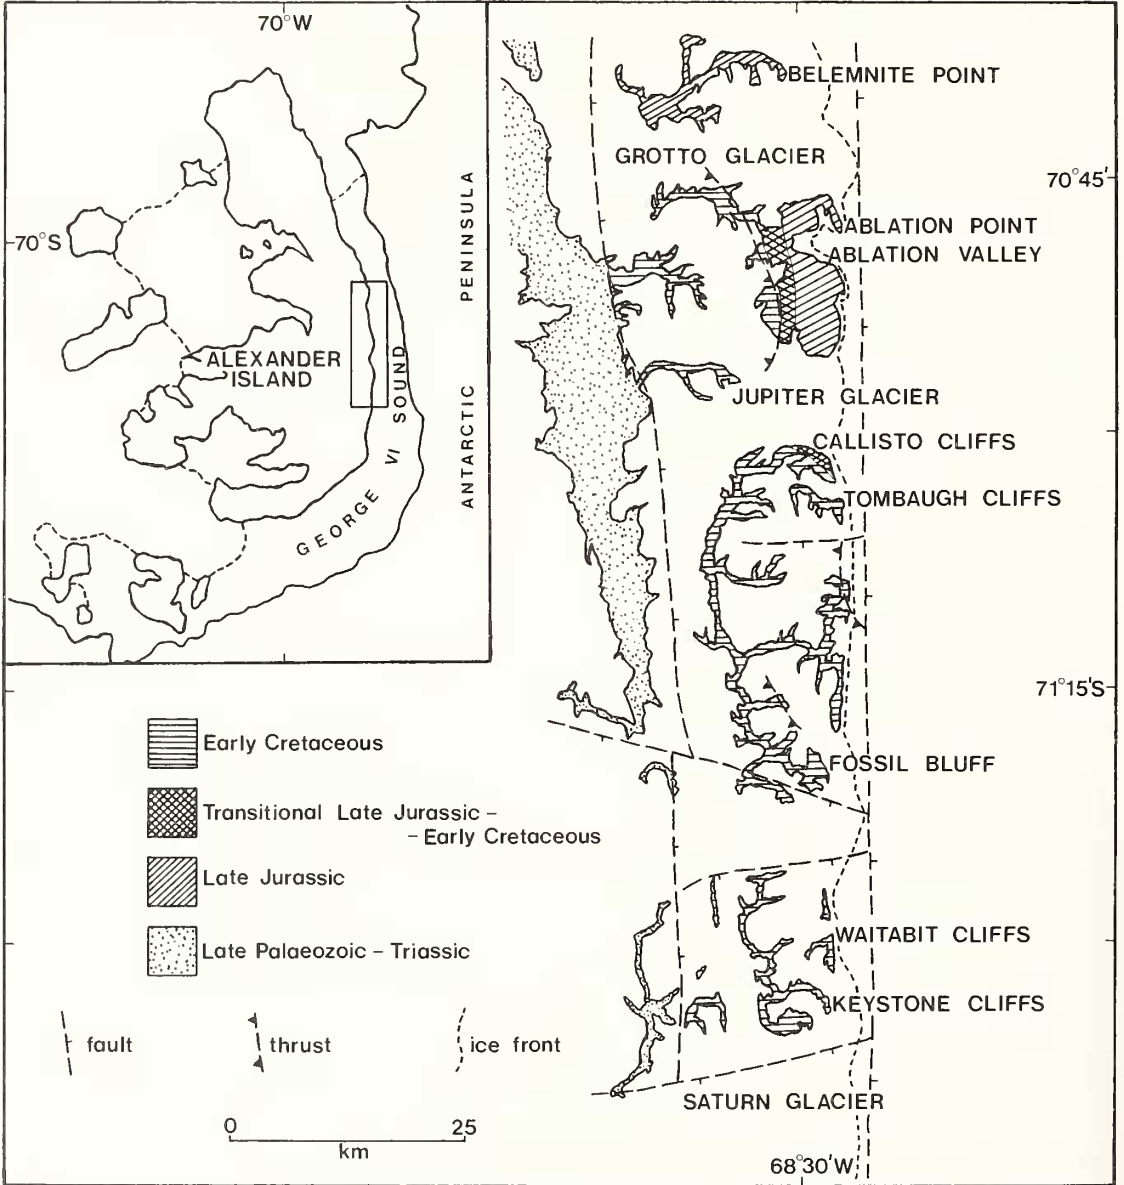 70°W
70°S
ALEXANDER
ISLAND
GEORGE VI SOUND
ANTARCTIC PENINSULA
BELEMNITE POINT
GROTTO GLACIER
70°45'
ABLATION POINT
ABLATION VALLEY
JUPITER GLACIER
CALLISTO CLIFFS
TOMBAUGH CLIFFS
71°15'S
FOSSIL BLUFF
WAITABIT CLIFFS
KEYSTONE CLIFFS
SATURN GLACIER
68°30'W
Early Cretaceous
Transitional Late Jurassic –
– Early Cretaceous
Late Jurassic
Late Palaeozoic – Triassic
fault
thrust
ice front
0 25
km